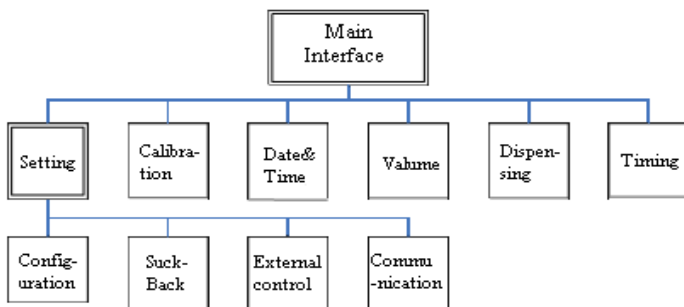 Main
Interface
Setting
Calibra-
tion
Date&
Time
Valume
Dispen-
sing
Timing
Config-
uration
Suck-
Back
External
control
Commu
-nication